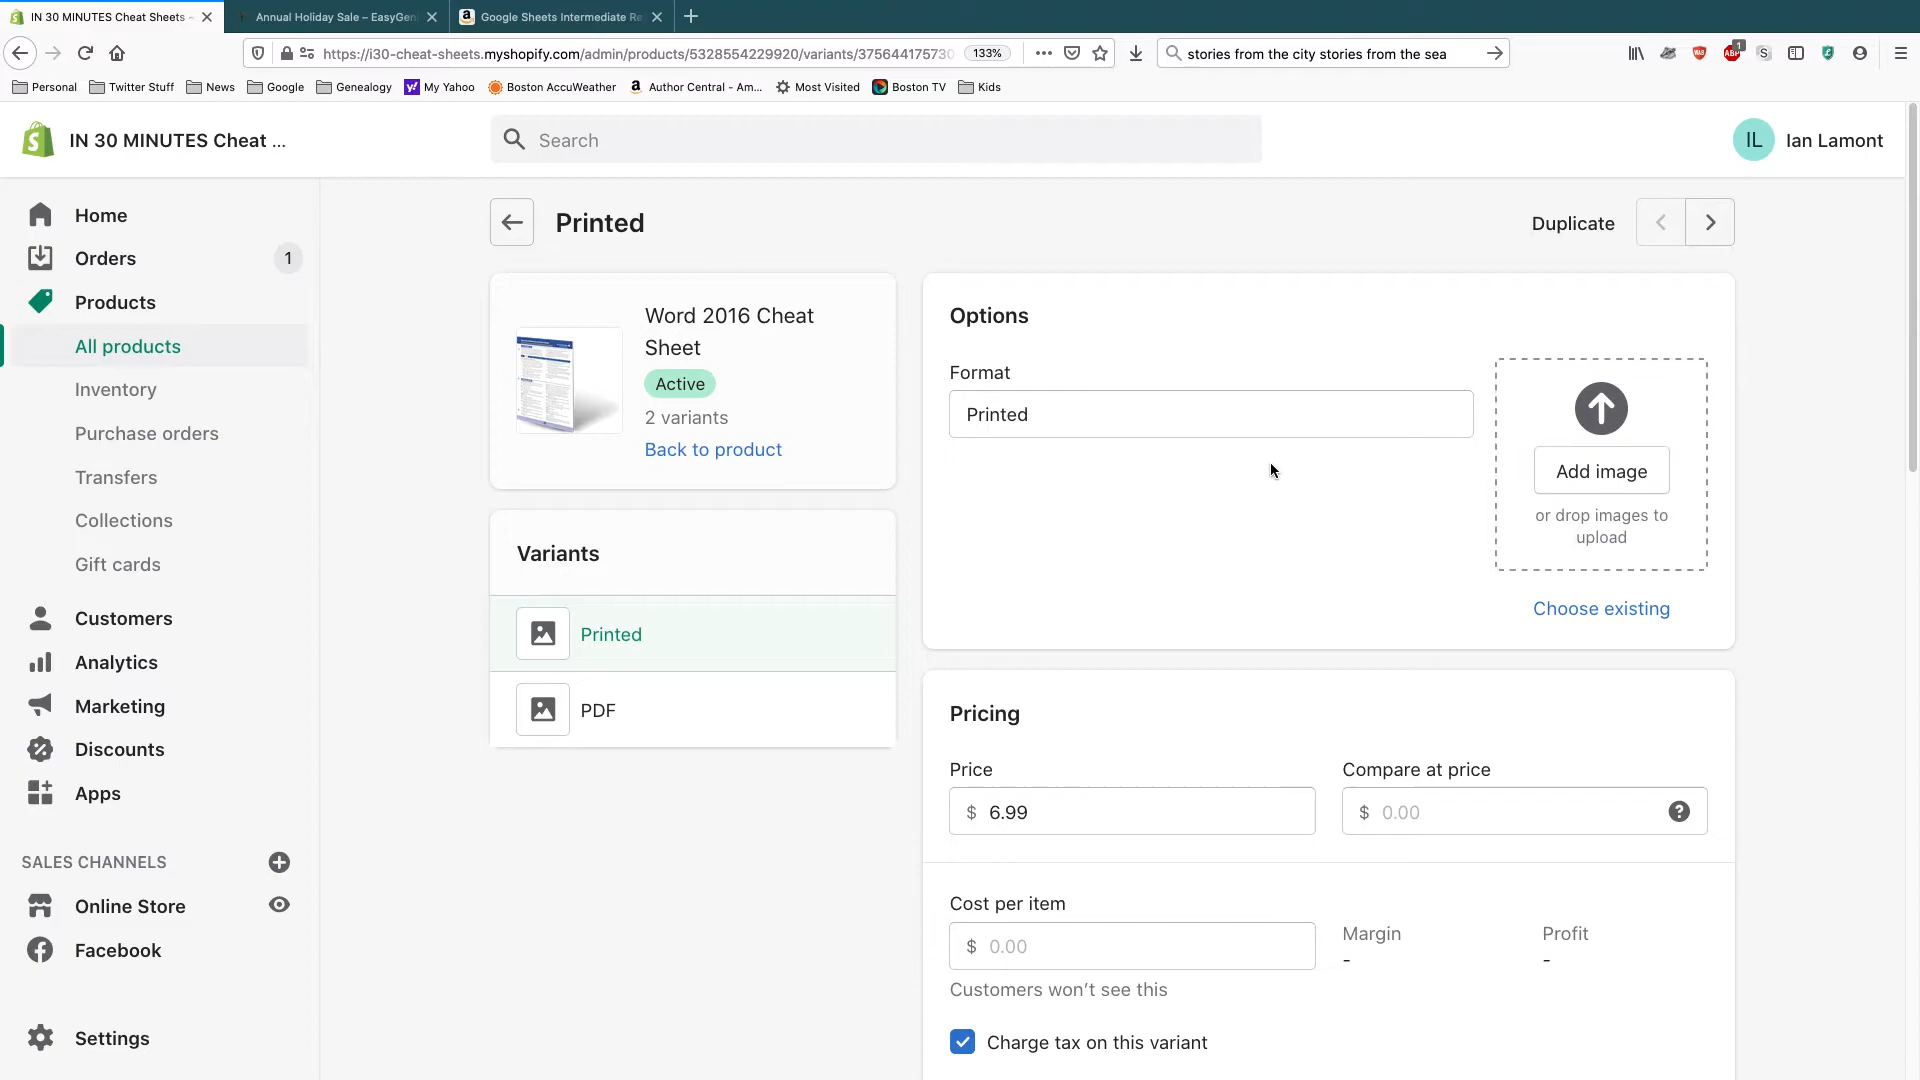 IN 30 MINUTES Cheat Sheets ~
Annual Holiday Sale – EasyGen
Google Sheets Intermediate Re
https://i30-cheat-sheets.myshopify.com/admin/products/5328554229920/variants/375644175730
133%
stories from the city stories from the sea
1
Personal
Twitter Stuff
News
Google
Genealogy
My Yahoo
Boston AccuWeather
Author Central - Am...
Most Visited
Boston TV
Kids
IN 30 MINUTES Cheat ...
Search
IL
Ian Lamont
Home
Orders
1
Products
All products
Inventory
Purchase orders
Transfers
Collections
Gift cards
Customers
Analytics
Marketing
Discounts
Apps
SALES CHANNELS
Online Store
Facebook
Settings
Printed
Duplicate
Word 2016 Cheat
Sheet
Active
2 variants
Back to product
Variants
Printed
PDF
Options
Format
Printed
Add image
or drop images to
upload
Choose existing
Pricing
Price
$ 6.99
Compare at price
$ 0.00
Cost per item
$ 0.00
Margin
-
Profit
-
Customers won't see this
Charge tax on this variant